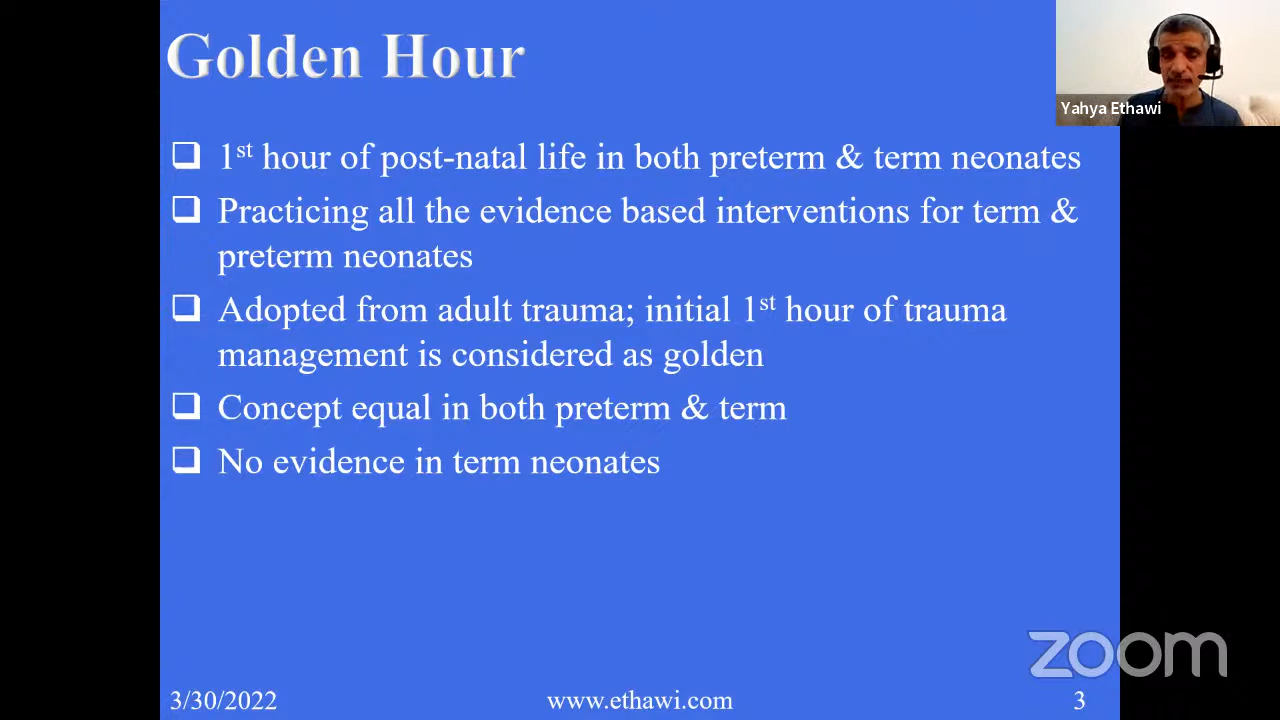 Golden Hour
Yahya Ethawi
❑ 1st hour of post-natal life in both preterm & term neonates
❑ Practicing all the evidence based interventions for term &
preterm neonates
❑ Adopted from adult trauma; initial 1st hour of trauma
management is considered as golden
❑ Concept equal in both preterm & term
❑ No evidence in term neonates
zoom
3/30/2022 www.ethawi.com 3